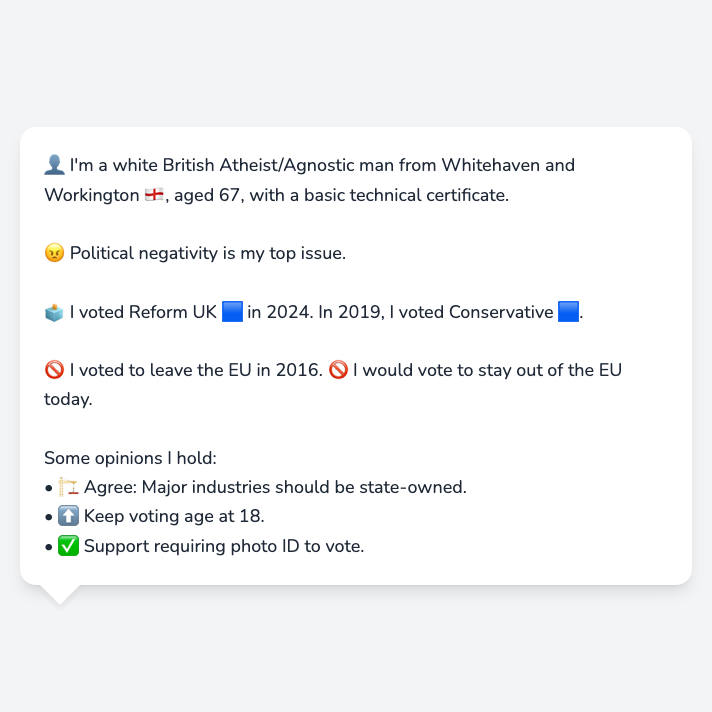 👤 I'm a white British Atheist/Agnostic man from Whitehaven and
Workington 🏴󠁧󠁢󠁥󠁮󠁧󠁿, aged 67, with a basic technical certificate.
😠 Political negativity is my top issue.
🗳️ I voted Reform UK 🟦 in 2024. In 2019, I voted Conservative 🟦.
🚫 I voted to leave the EU in 2016. 🚫 I would vote to stay out of the EU
today.
Some opinions I hold:
• 🏗️ Agree: Major industries should be state-owned.
• ⬆️ Keep voting age at 18.
• ✅ Support requiring photo ID to vote.